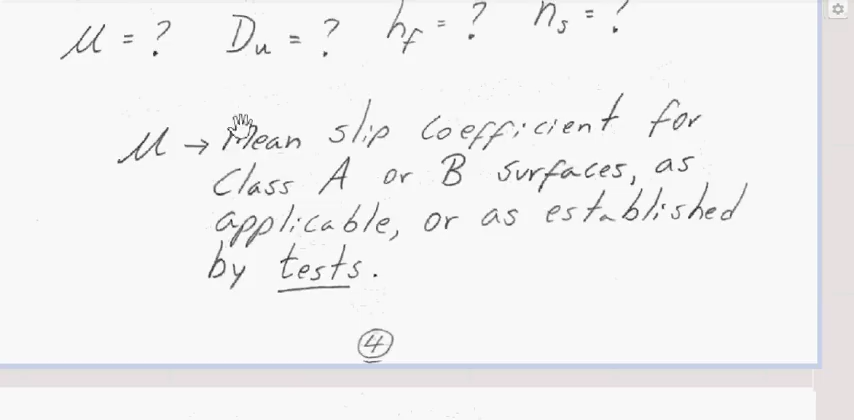 μ = ? Du = ? hf = ? ns = ?
μ → Mean slip coefficient for
Class A or B surfaces, as
applicable, or as established
by tests.
4